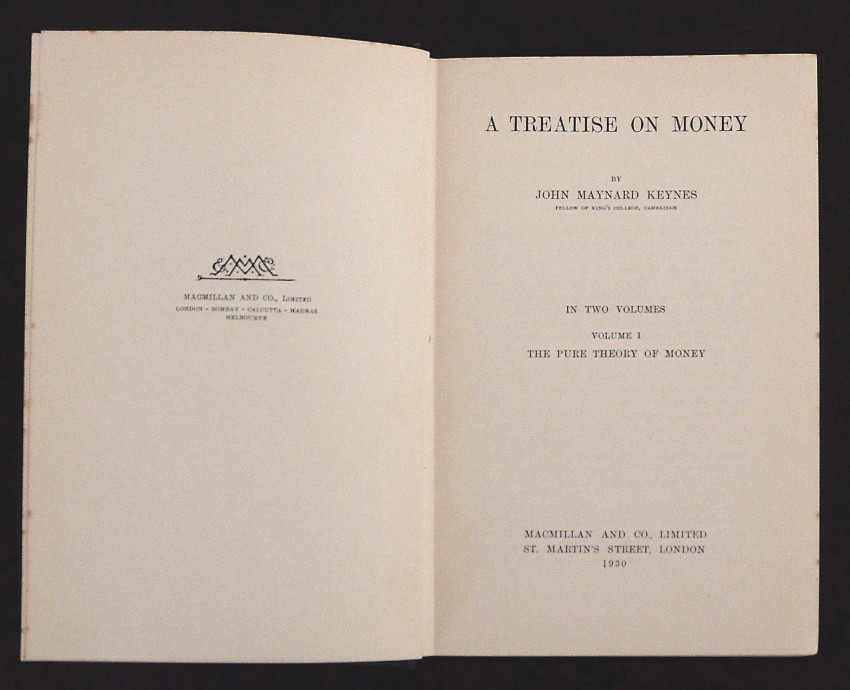 MACMILLAN AND CO., LIMITED
LONDON · BOMBAY · CALCUTTA · MADRAS
MELBOURNE
A TREATISE ON MONEY
BY
JOHN MAYNARD KEYNES
FELLOW OF KING'S COLLEGE, CAMBRIDGE
IN TWO VOLUMES
VOLUME I
THE PURE THEORY OF MONEY
MACMILLAN AND CO., LIMITED
ST. MARTIN'S STREET, LONDON
1930